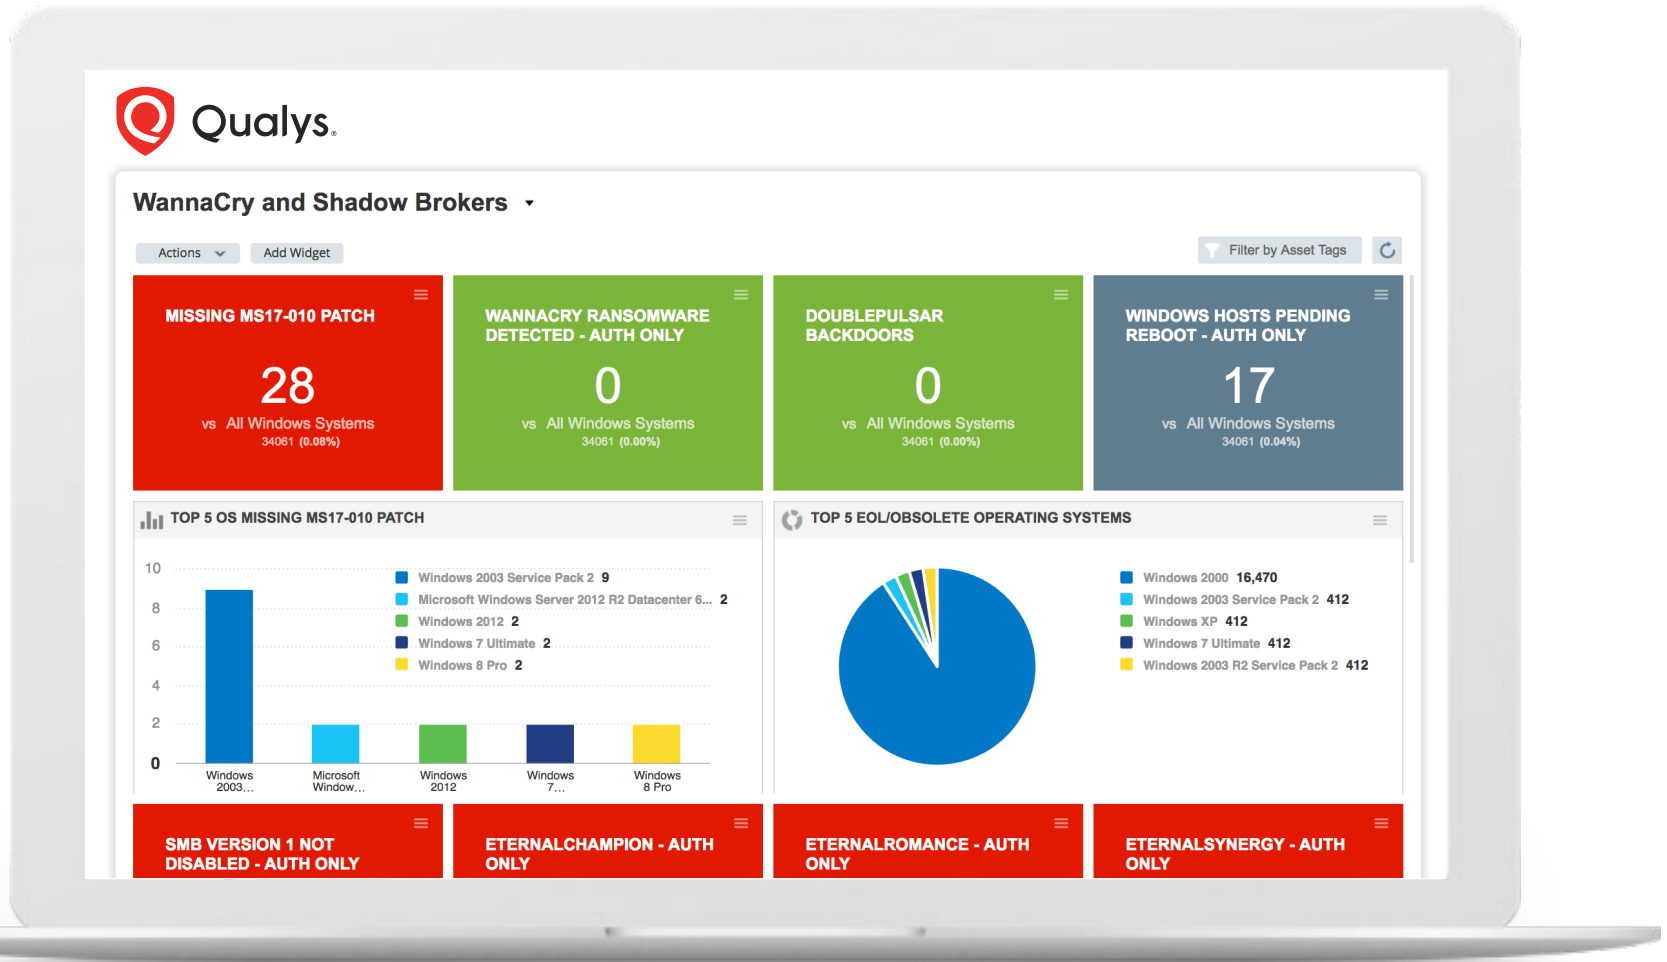 Qualys.
WannaCry and Shadow Brokers
Actions
Add Widget
Filter by Asset Tags
MISSING MS17-010 PATCH
28
vs All Windows Systems
34061 (0.08%)
WANNACRY RANSOMWARE
DETECTED - AUTH ONLY
0
vs All Windows Systems
34061 (0.00%)
DOUBLEPULSAR
BACKDOORS
0
vs All Windows Systems
34061 (0.00%)
WINDOWS HOSTS PENDING
REBOOT - AUTH ONLY
17
vs All Windows Systems
34061 (0.04%)
TOP 5 OS MISSING MS17-010 PATCH
10
8
6
4
2
0
Windows 2003 Service Pack 2 9
Microsoft Windows Server 2012 R2 Datacenter 6... 2
Windows 2012 2
Windows 7 Ultimate 2
Windows 8 Pro 2
Windows
2003...
Microsoft
Window...
Windows
2012
Windows
7...
Windows
8 Pro
TOP 5 EOL/OBSOLETE OPERATING SYSTEMS
Windows 2000 16,470
Windows 2003 Service Pack 2 412
Windows XP 412
Windows 7 Ultimate 412
Windows 2003 R2 Service Pack 2 412
SMB VERSION 1 NOT
DISABLED - AUTH ONLY
ETERNALCHAMPION - AUTH
ONLY
ETERNALROMANCE - AUTH
ONLY
ETERNALSYNERGY - AUTH
ONLY